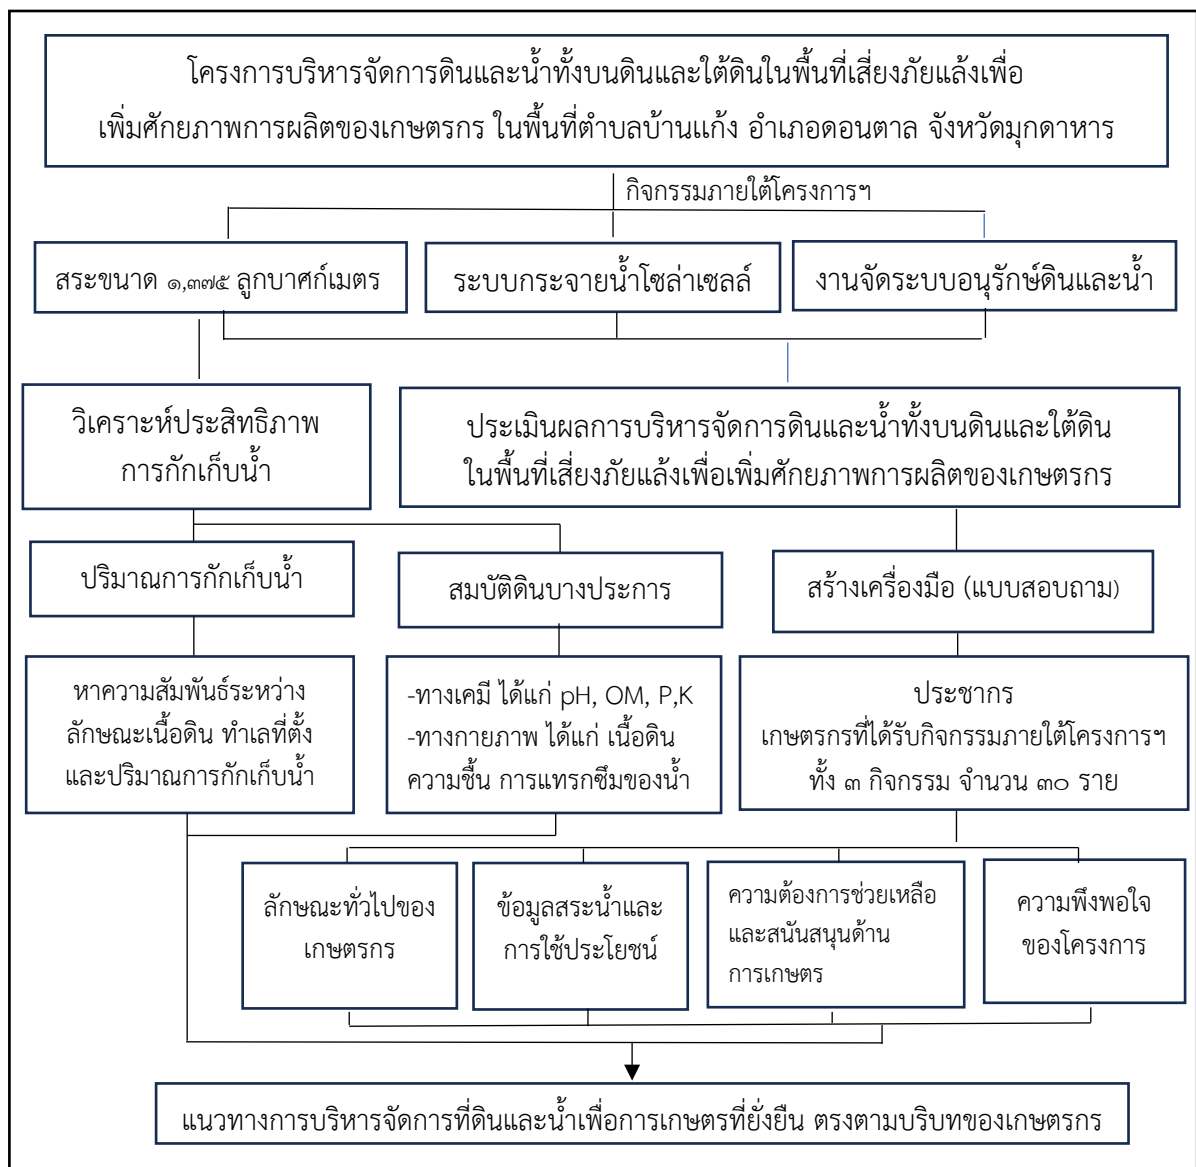 โครงการบริหารจัดการดินและน้ำทั้งบนดินและใต้ดินในพื้นที่เสี่ยงภัยแล้งเพื่อ
เพิ่มศักยภาพการผลิตของเกษตรกร ในพื้นที่ตำบลบ้านแก้ง อำเภอดอนตาล จังหวัดมุกดาหาร
กิจกรรมภายใต้โครงการฯ
สระขนาด ๑,๓๗๕ ลูกบาศก์เมตร
ระบบกระจายน้ำโซล่าเซลล์
งานจัดระบบอนุรักษ์ดินและน้ำ
วิเคราะห์ประสิทธิภาพ
การกักเก็บน้ำ
ประเมินผลการบริหารจัดการดินและน้ำทั้งบนดินและใต้ดิน
ในพื้นที่เสี่ยงภัยแล้งเพื่อเพิ่มศักยภาพการผลิตของเกษตรกร
ปริมาณการกักเก็บน้ำ
สมบัติดินบางประการ
สร้างเครื่องมือ (แบบสอบถาม)
หาความสัมพันธ์ระหว่าง
ลักษณะเนื้อดิน ทำเลที่ตั้ง
และปริมาณการกักเก็บน้ำ
-ทางเคมี ได้แก่ pH, OM, P,K
-ทางกายภาพ ได้แก่ เนื้อดิน
ความชื้น การแทรกซึมของน้ำ
ประชากร
เกษตรกรที่ได้รับกิจกรรมภายใต้โครงการฯ
ทั้ง ๓ กิจกรรม จำนวน ๓๐ ราย
ลักษณะทั่วไปของ
เกษตรกร
ข้อมูลสระน้ำและ
การใช้ประโยชน์
ความต้องการช่วยเหลือ
และสนันสนุนด้าน
การเกษตร
ความพึงพอใจ
ของโครงการ
แนวทางการบริหารจัดการที่ดินและน้ำเพื่อการเกษตรที่ยั่งยืน ตรงตามบริบทของเกษตรกร